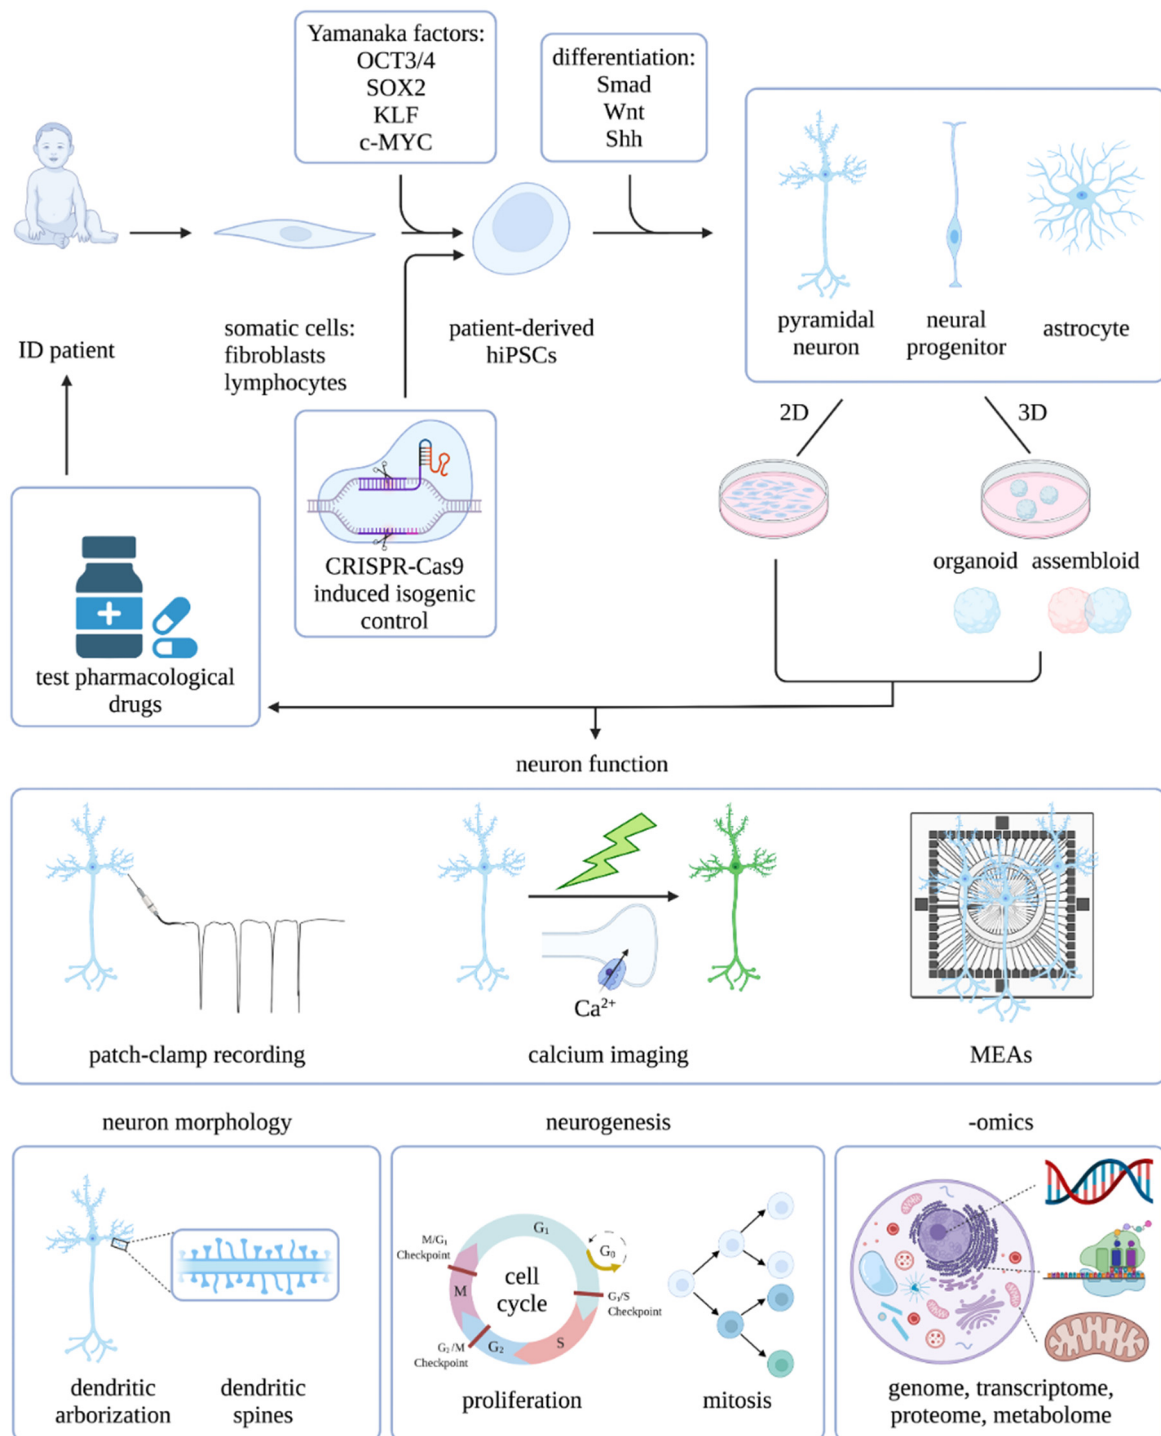 Yamanaka factors:
OCT3/4
SOX2
KLF
c-MYC
differentiation:
Smad
Wnt
Shh
ID patient
somatic cells:
fibroblasts
lymphocytes
patient-derived
hiPSCs
pyramidal
neuron
neural
progenitor
astrocyte
2D
3D
CRISPR-Cas9
induced isogenic
control
organoid
assembloid
test pharmacological
drugs
neuron function
Ca²⁺
patch-clamp recording
calcium imaging
MEAs
neuron morphology
neurogenesis
-omics
dendritic
arborization
dendritic
spines
G₁
M/G₁
Checkpoint
G₀
cell
cycle
M
G₁/S
Checkpoint
G₂/M
Checkpoint
G₂
S
proliferation
mitosis
genome, transcriptome,
proteome, metabolome